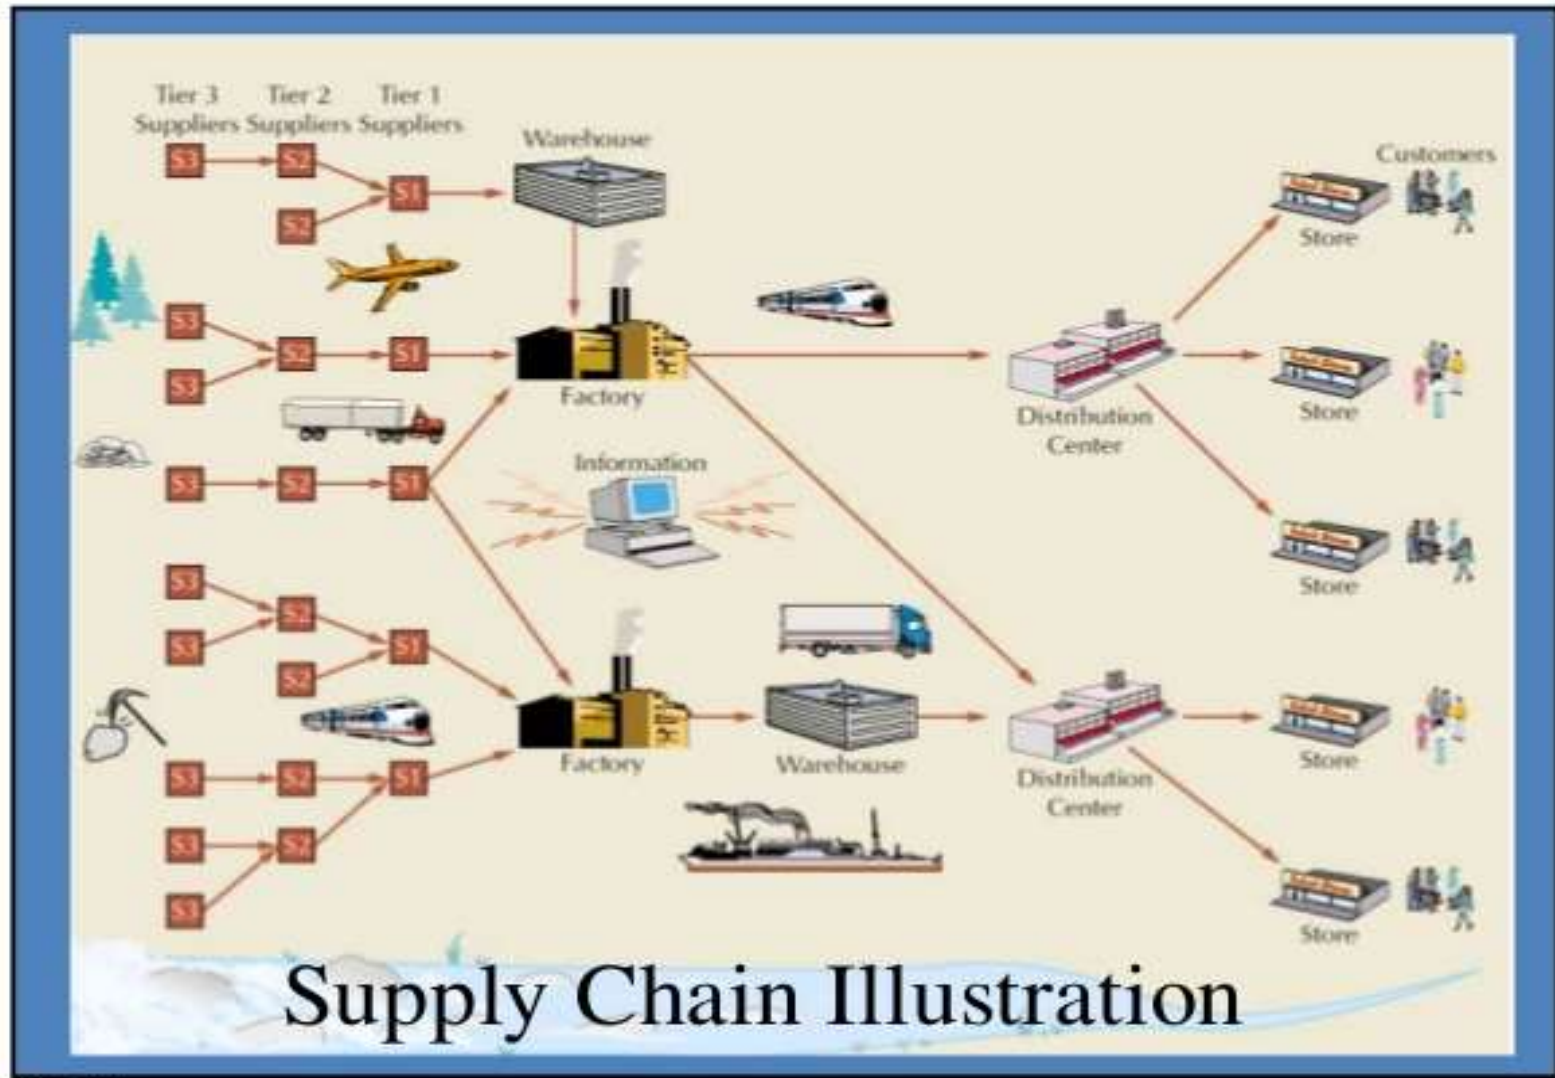 Tier 3 Tier 2 Tier 1
Suppliers Suppliers Suppliers
Warehouse
Customers
S3 S2
S1
S2
Store
S3
S2 S1
S3
Factory
Store
Distribution
Center
Information
S3 S2 S1
Store
S3
S2
S3
S1
S2
Factory
Warehouse
Distribution
Center
Store
S3 S2 S1
S3 S2
S3
Store
Supply Chain Illustration